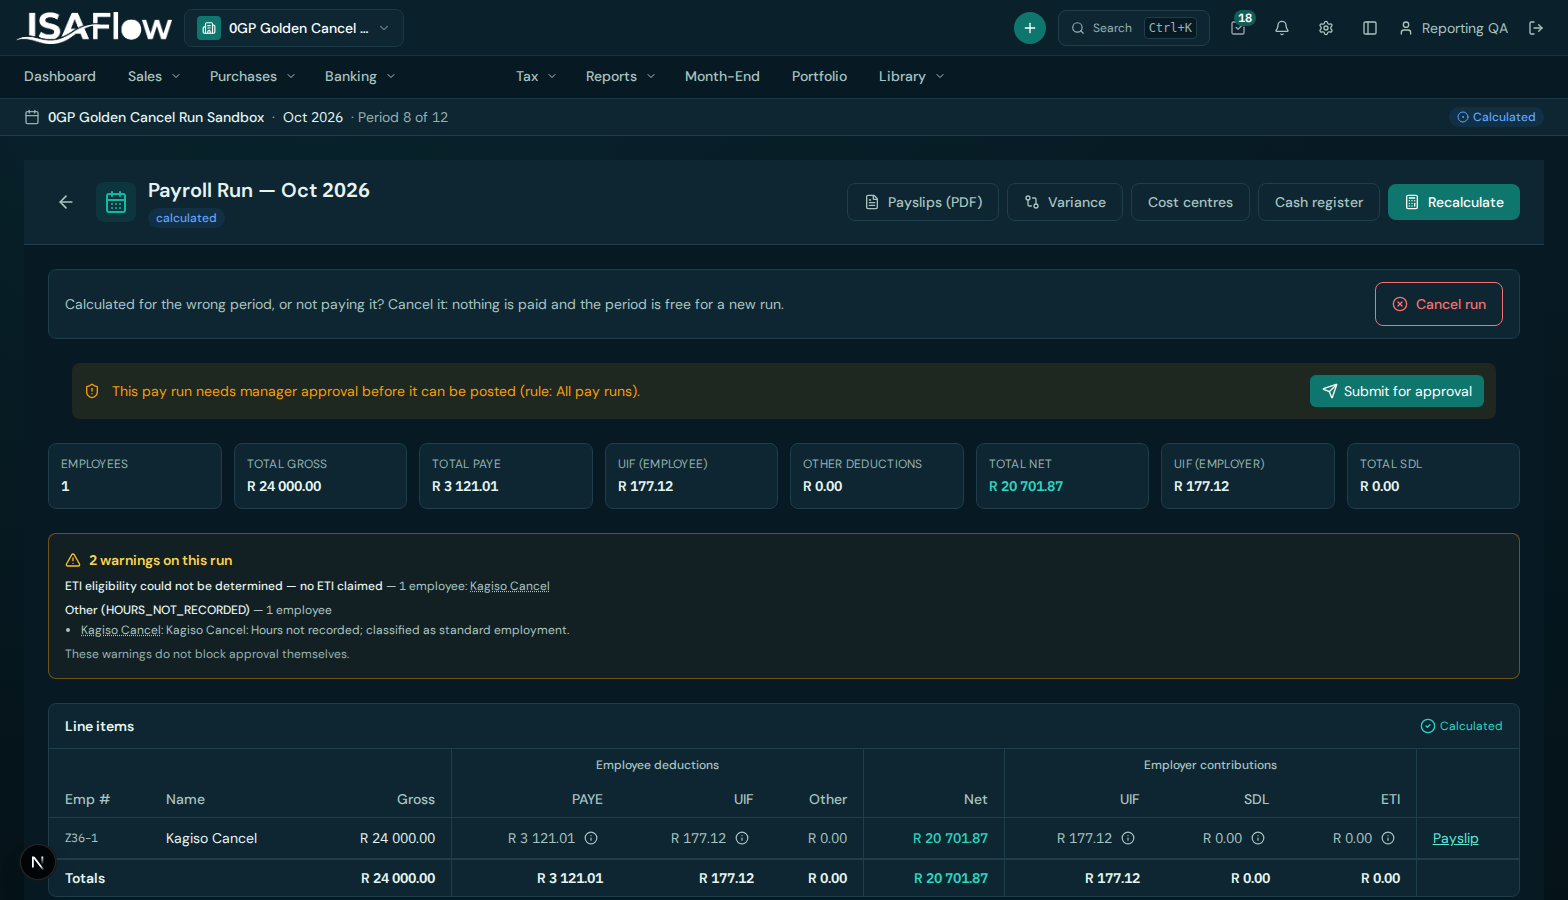 ISAFlow
0GP Golden Cancel ...
Search Ctrl+K
18
Reporting QA
Dashboard Sales Purchases Banking Tax Reports Month-End Portfolio Library
0GP Golden Cancel Run Sandbox · Oct 2026 · Period 8 of 12
Calculated
Payroll Run — Oct 2026
calculated
Payslips (PDF) Variance Cost centres Cash register Recalculate
Calculated for the wrong period, or not paying it? Cancel it: nothing is paid and the period is free for a new run.
Cancel run
This pay run needs manager approval before it can be posted (rule: All pay runs).
Submit for approval
EMPLOYEES TOTAL GROSS TOTAL PAYE UIF (EMPLOYEE) OTHER DEDUCTIONS TOTAL NET UIF (EMPLOYER) TOTAL SDL
1 R 24 000.00 R 3 121.01 R 177.12 R 0.00 R 20 701.87 R 177.12 R 0.00
2 warnings on this run
ETI eligibility could not be determined — no ETI claimed — 1 employee: Kagiso Cancel
Other (HOURS_NOT_RECORDED) — 1 employee
• Kagiso Cancel: Kagiso Cancel: Hours not recorded; classified as standard employment.
These warnings do not block approval themselves.
Line items
Calculated
Employee deductions Employer contributions
Emp # Name Gross PAYE UIF Other Net UIF SDL ETI
Z36-1 Kagiso Cancel R 24 000.00 R 3 121.01 R 177.12 R 0.00 R 20 701.87 R 177.12 R 0.00 R 0.00 Payslip
Totals R 24 000.00 R 3 121.01 R 177.12 R 0.00 R 20 701.87 R 177.12 R 0.00 R 0.00
N